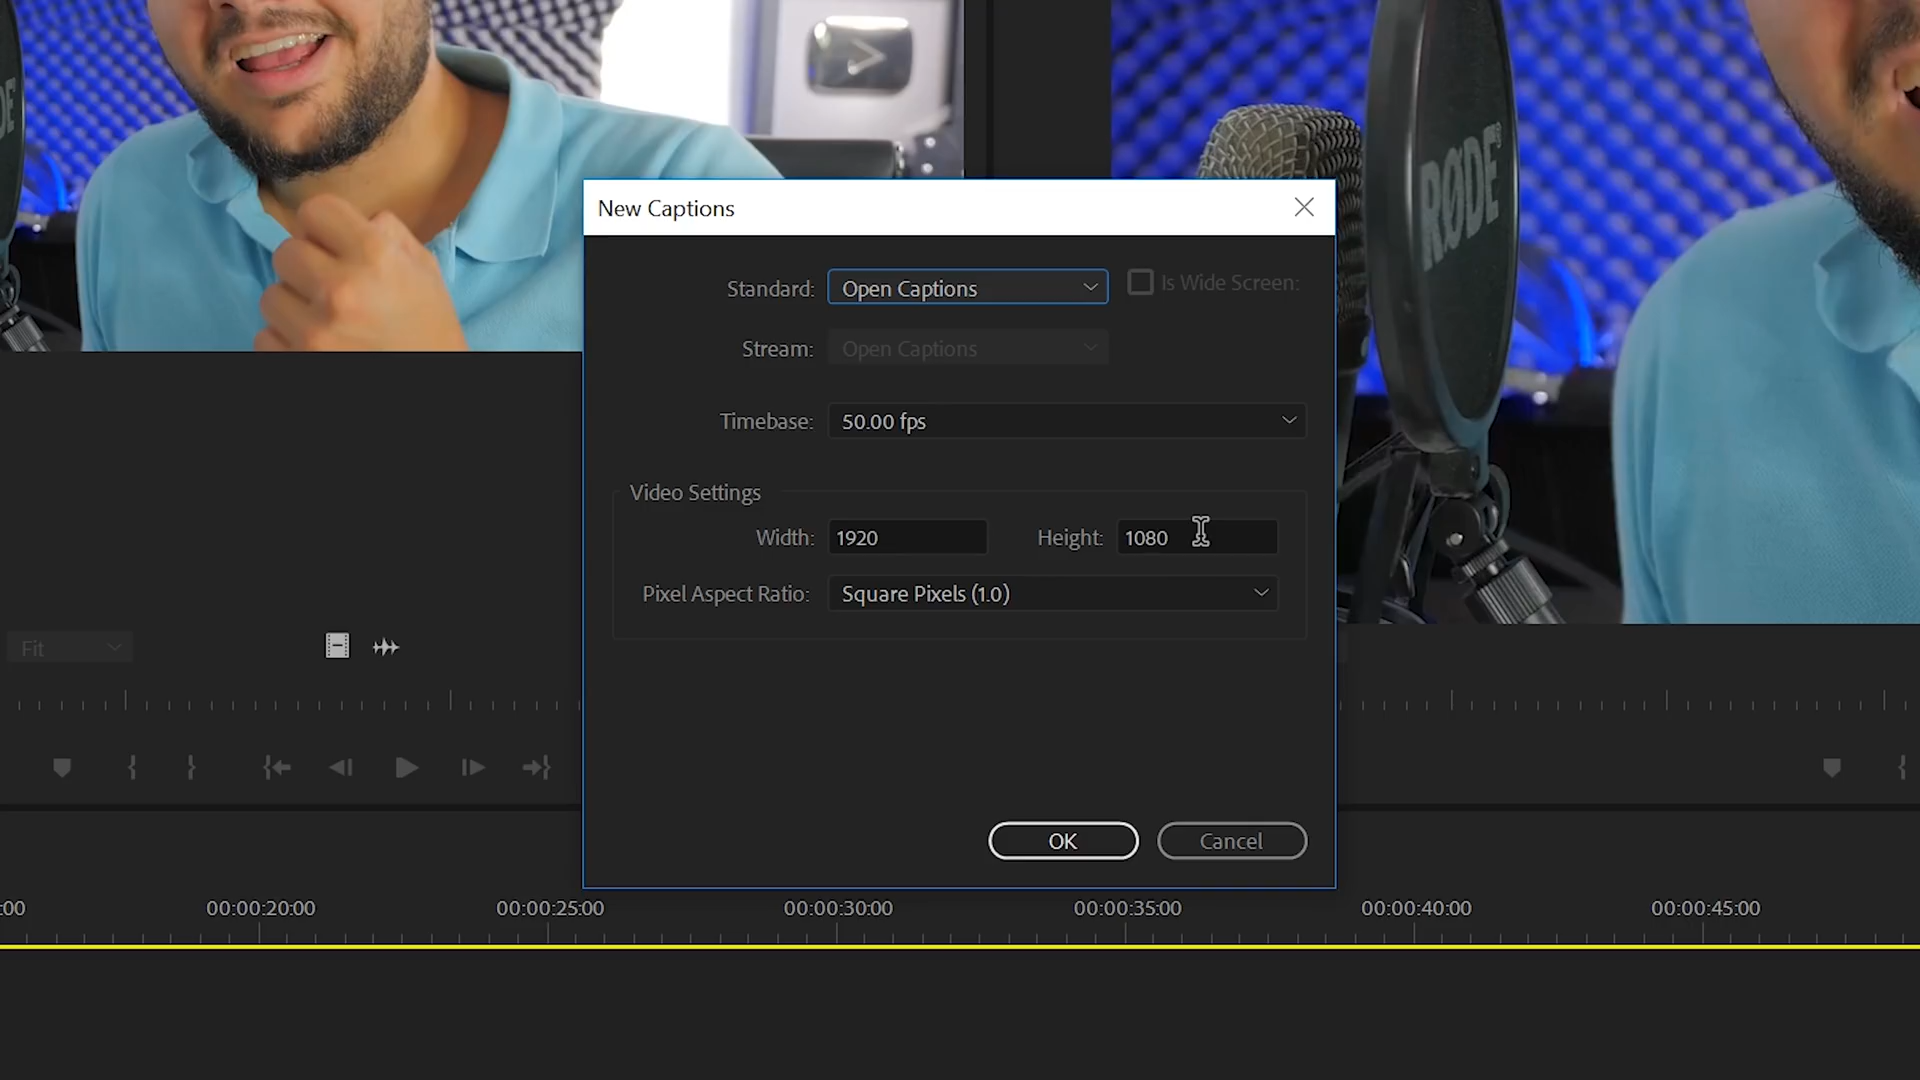 RØDE
New Captions
Standard: Open Captions Is Wide Screen:
Stream: Open Captions
Timebase: 50.00 fps
Video Settings
Width: 1920 Height: 1080
Pixel Aspect Ratio: Square Pixels (1.0)
Fit
OK Cancel
:00 00:00:20:00 00:00:25:00 00:00:30:00 00:00:35:00 00:00:40:00 00:00:45:00